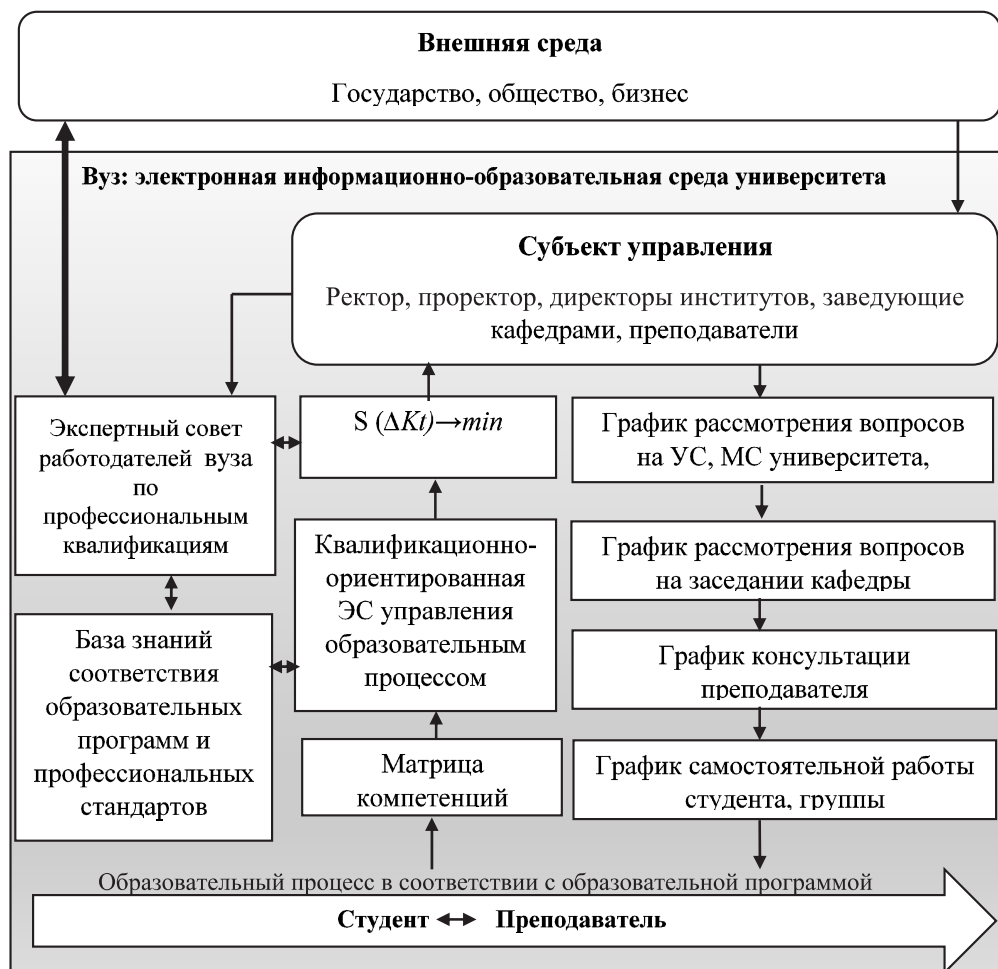 Внешняя среда
Государство, общество, бизнес
Вуз: электронная информационно-образовательная среда университета
Субъект управления
Ректор, проректор, директоры институтов, заведующие
кафедрами, преподаватели
Экспертный совет
работодателей вуза
по
профессиональным
квалификациям
S (ΔKt)→min
График рассмотрения вопросов
на УС, МС университета,
Квалификационно-
ориентированная
ЭС управления
образовательным
процессом
График рассмотрения вопросов
на заседании кафедры
База знаний
соответствия
образовательных
программ и
профессиональных
стандартов
График консультации
преподавателя
Матрица
компетенций
График самостоятельной работы
студента, группы
Образовательный процесс в соответствии с образовательной программой
Студент ↔ Преподаватель